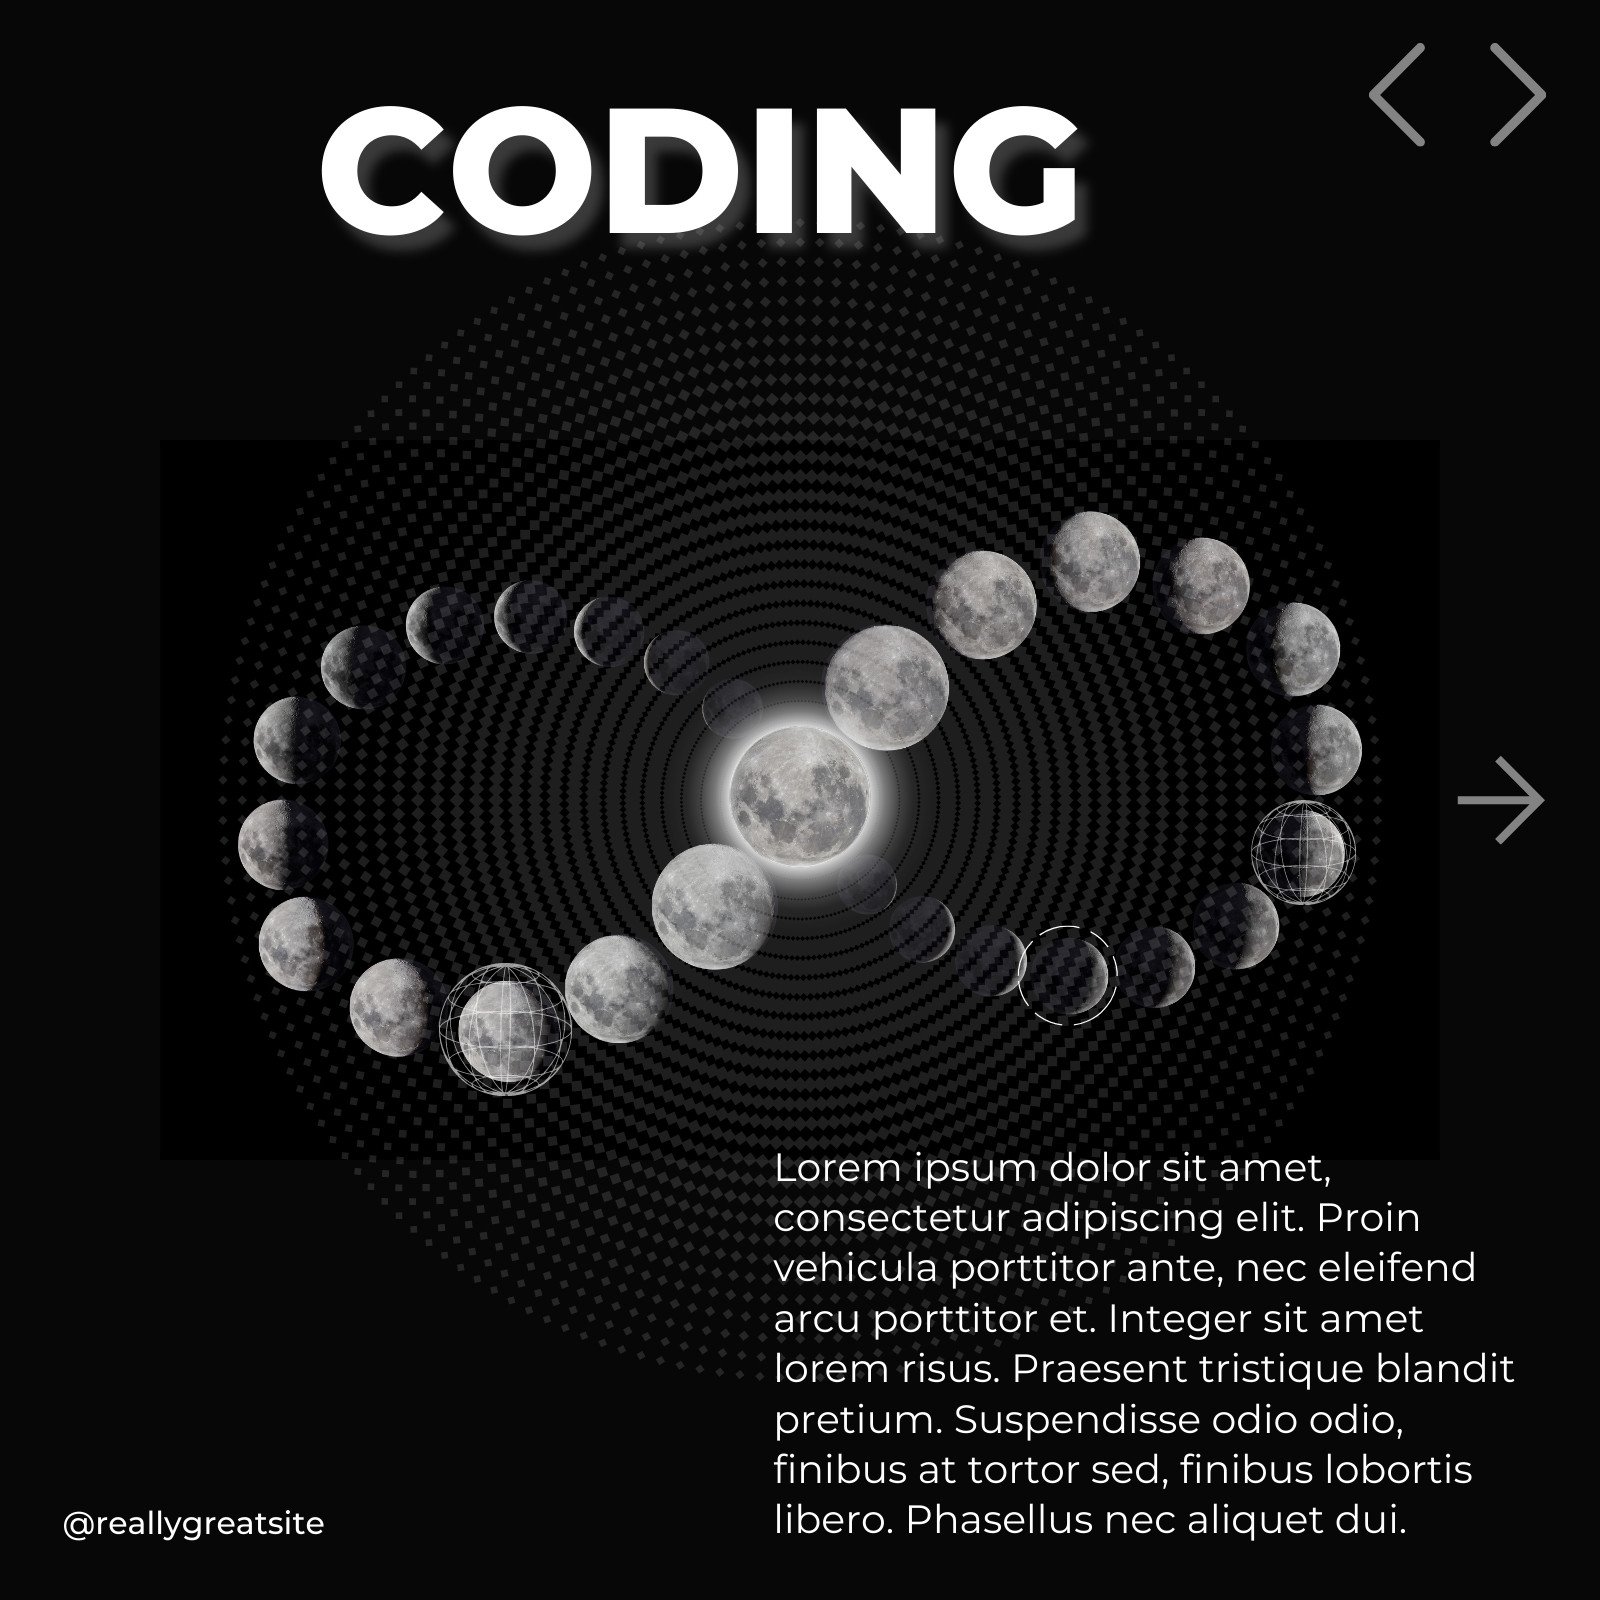 CODING
Lorem ipsum dolor sit amet,
consectetur adipiscing elit. Proin
vehicula porttitor ante, nec eleifend
arcu porttitor et. Integer sit amet
lorem risus. Praesent tristique blandit
pretium. Suspendisse odio odio,
finibus at tortor sed, finibus lobortis
libero. Phasellus nec aliquet dui.
@reallygreatsite